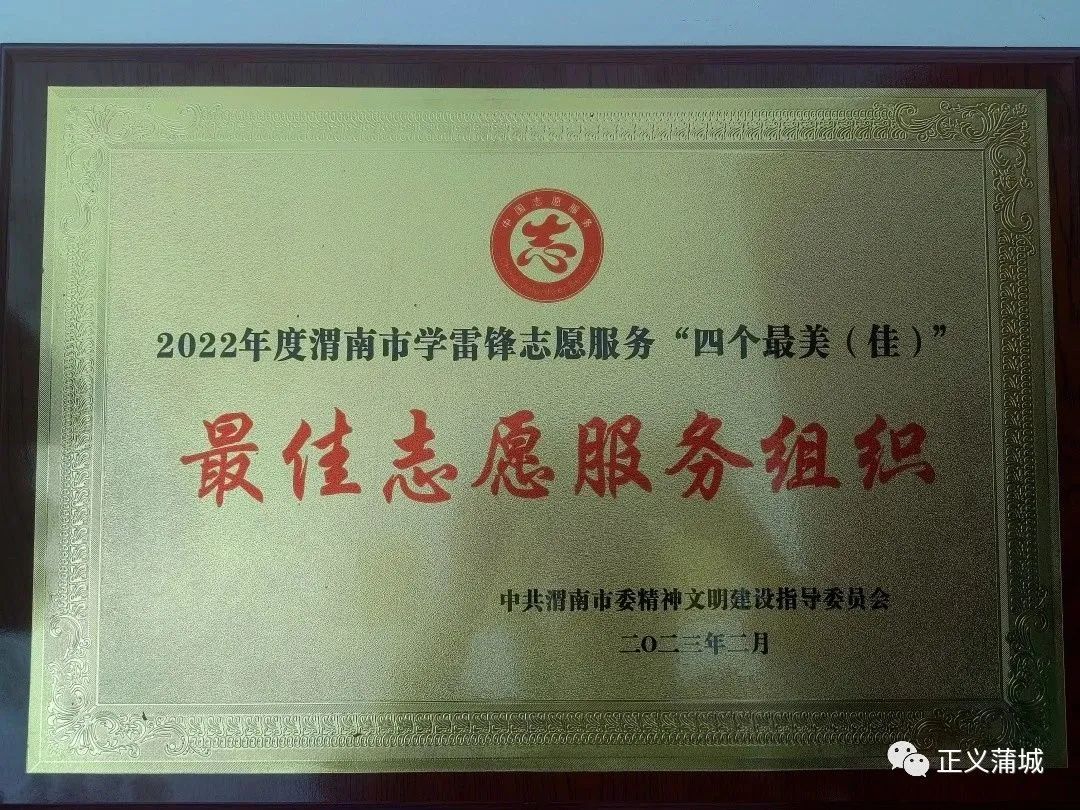 中国志愿服务
志
2022年度渭南市学雷锋志愿服务“四个最美（佳）”
最佳志愿服务组织
中共渭南市委精神文明建设指导委员会
二〇二三年二月
正义蒲城